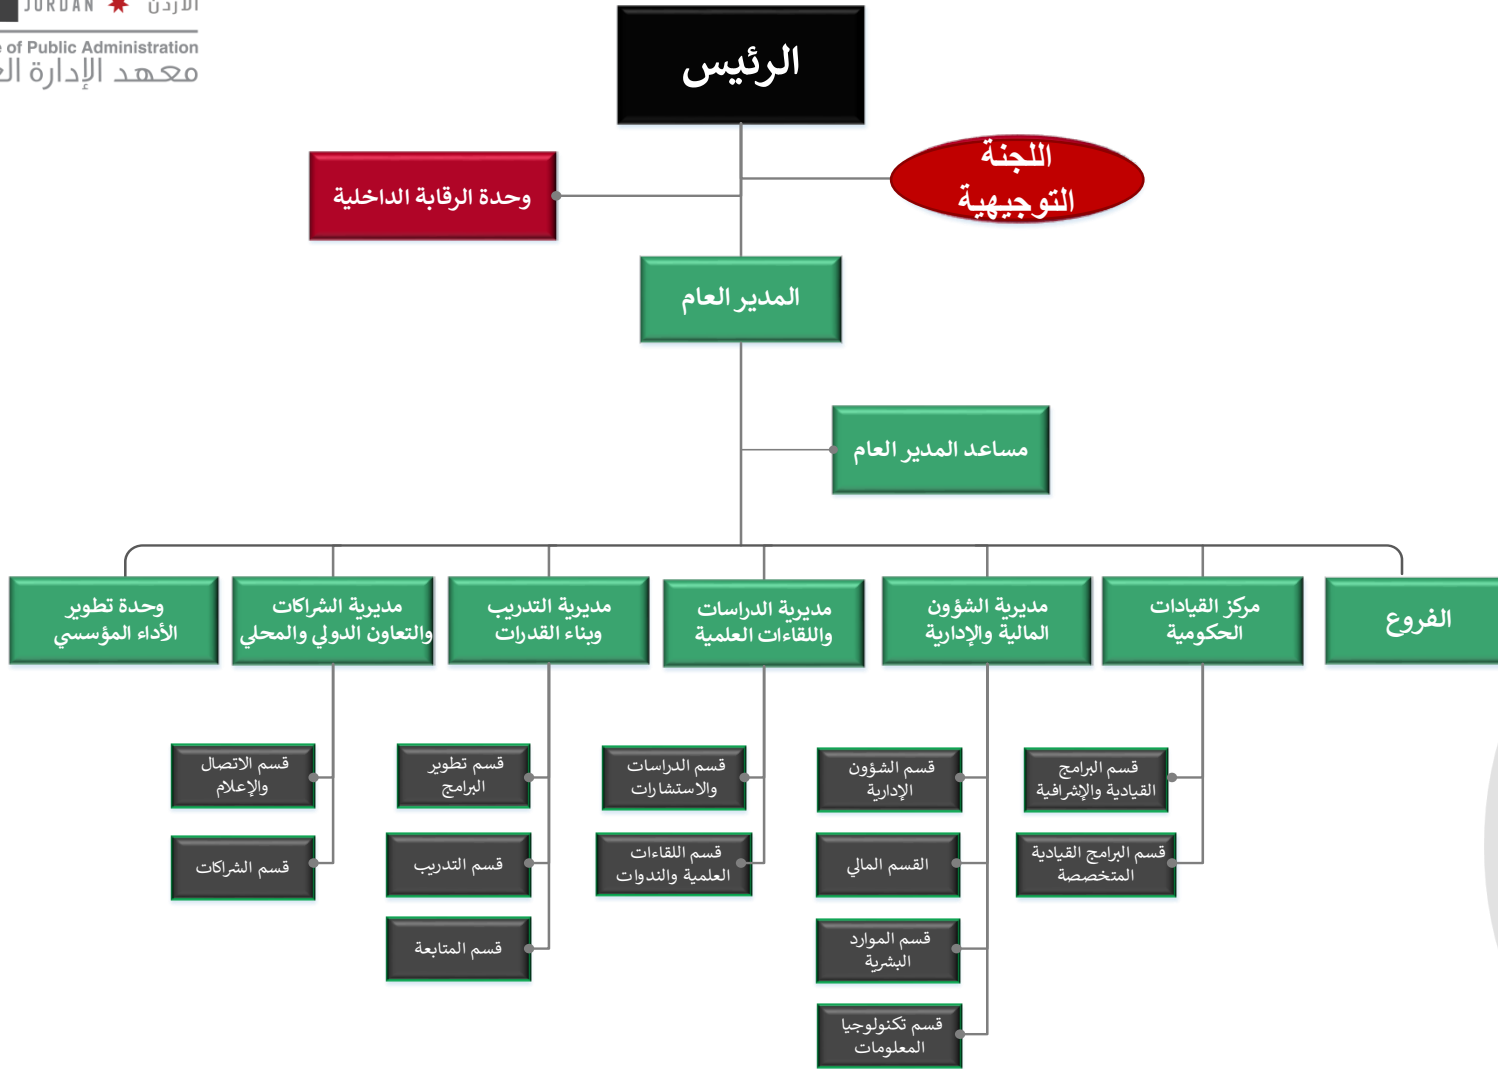 JORDAN الأردن
of Public Administration
معهد الإدارة
الرئيس
اللجنة
التوجيهية
وحدة الرقابة الداخلية
المدير العام
مساعد المدير العام
الفروع
مركز القيادات
الحكومية
مديرية الشؤون
المالية والإدارية
مديرية الدراسات
واللقاءات العلمية
مديرية التدريب
وبناء القدرات
مديرية الشراكات
والتعاون الدولي والمحلي
وحدة تطوير
الأداء المؤسسي
قسم البرامج
القيادية والإشرافية
قسم البرامج القيادية
المتخصصة
قسم الشؤون
الإدارية
القسم المالي
قسم الموارد
البشرية
قسم تكنولوجيا
المعلومات
قسم الدراسات
والاستشارات
قسم اللقاءات
العلمية والندوات
قسم تطوير
البرامج
قسم التدريب
قسم المتابعة
قسم الاتصال
والإعلام
قسم الشراكات